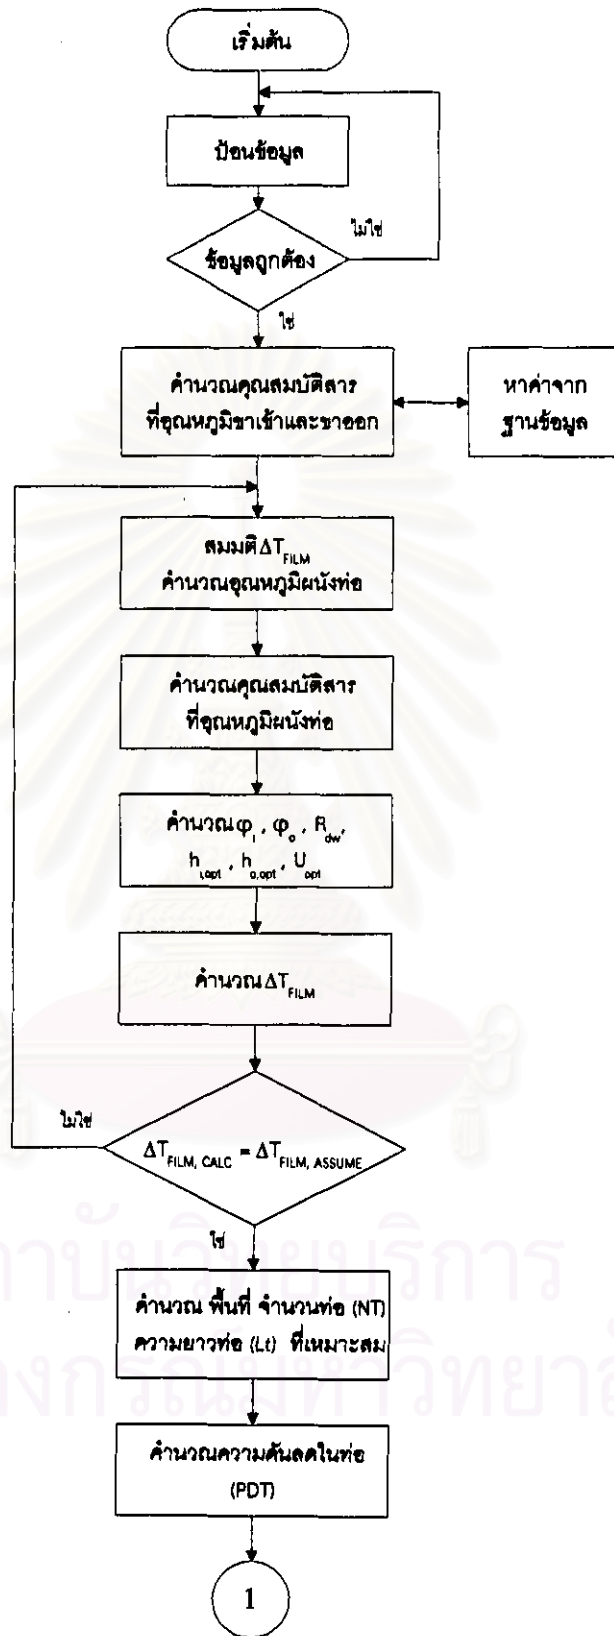 เริ่มต้น
ป้อนข้อมูล
ไม่ใช่
ข้อมูลถูกต้อง
ใช่
คำนวณคุณสมบัติสาร
ที่อุณหภูมิขาเข้าและขาออก
หาค่าจาก
ฐานข้อมูล
สมมติ ΔT_FILM
คำนวณอุณหภูมิผนังท่อ
คำนวณคุณสมบัติสาร
ที่อุณหภูมิผนังท่อ
คำนวณ φ_i , φ_o , R_dw,
h_i,opt , h_o,opt , U_opt
คำนวณ ΔT_FILM
ไม่ใช่
ΔT_FILM, CALC = ΔT_FILM, ASSUME
ใช่
คำนวณ พื้นที่ จำนวนท่อ (NT)
ความยาวท่อ (Lt) ที่เหมาะสม
คำนวณความดันลดในท่อ
(PDT)
1